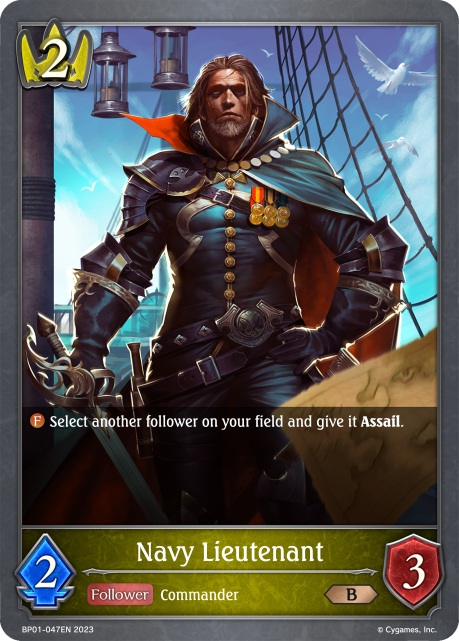 2
F Select another follower on your field and give it Assail.
Navy Lieutenant
2
Follower Commander B
3
BP01-047EN 2023 © Cygames, Inc.